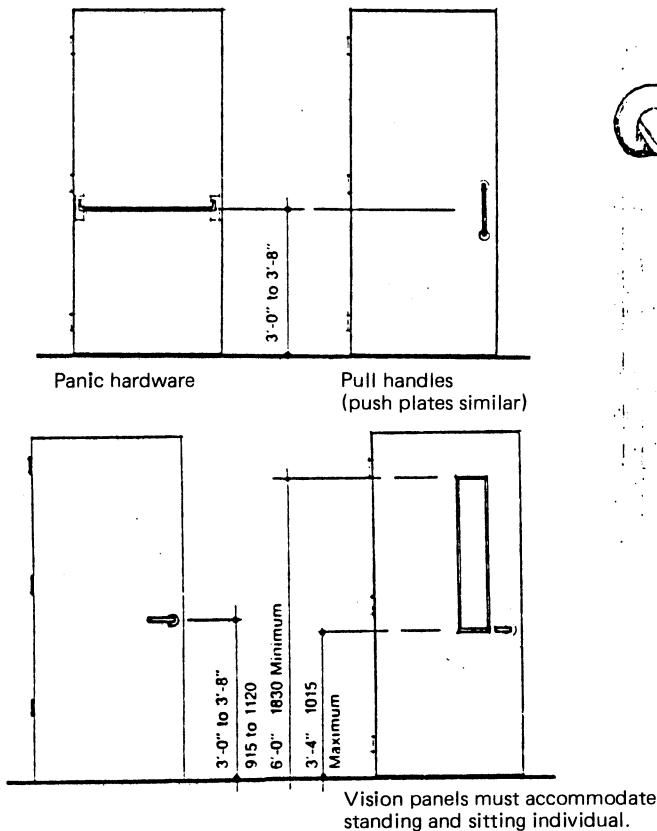 3'-0" to 3'-8"
Panic hardware
Pull handles
(push plates similar)
3'-0" to 3'-8"
915 to 1120
6'-0" 1830 Minimum
3'-4" 1015
Maximum
Vision panels must accommodate
standing and sitting individual.